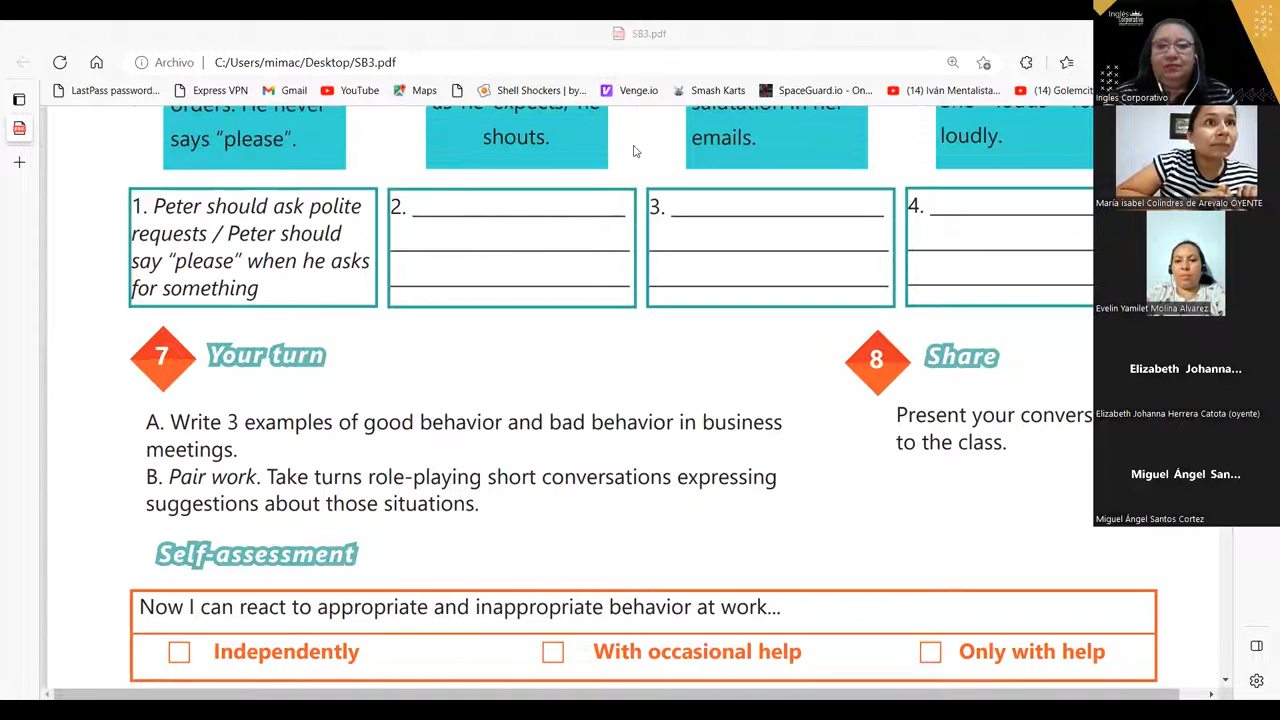 SB3.pdf
Archivo C:/Users/mimac/Desktop/SB3.pdf
LastPass password... Express VPN Gmail YouTube Maps Shell Shockers | by... Venge.io Smash Karts SpaceGuard.io - On... (14) Iván Mentalista... (14) Golemcit
says "please".
shouts.
emails.
loudly.
1. Peter should ask polite
requests / Peter should
say "please" when he asks
for something
2.
3.
4.
7 Your turn
A. Write 3 examples of good behavior and bad behavior in business
meetings.
B. Pair work. Take turns role-playing short conversations expressing
suggestions about those situations.
8 Share
Present your convers
to the class.
Self-assessment
Now I can react to appropriate and inappropriate behavior at work...
Independently With occasional help Only with help
Inglés
Corporativo
Ingles Corporativo
María isabel Colindres de Arevalo OYENTE
Evelin Yamilet Molina Alvarez
Elizabeth Johanna...
Elizabeth Johanna Herrera Catota (oyente)
Miguel Ángel San...
Miguel Ángel Santos Cortez